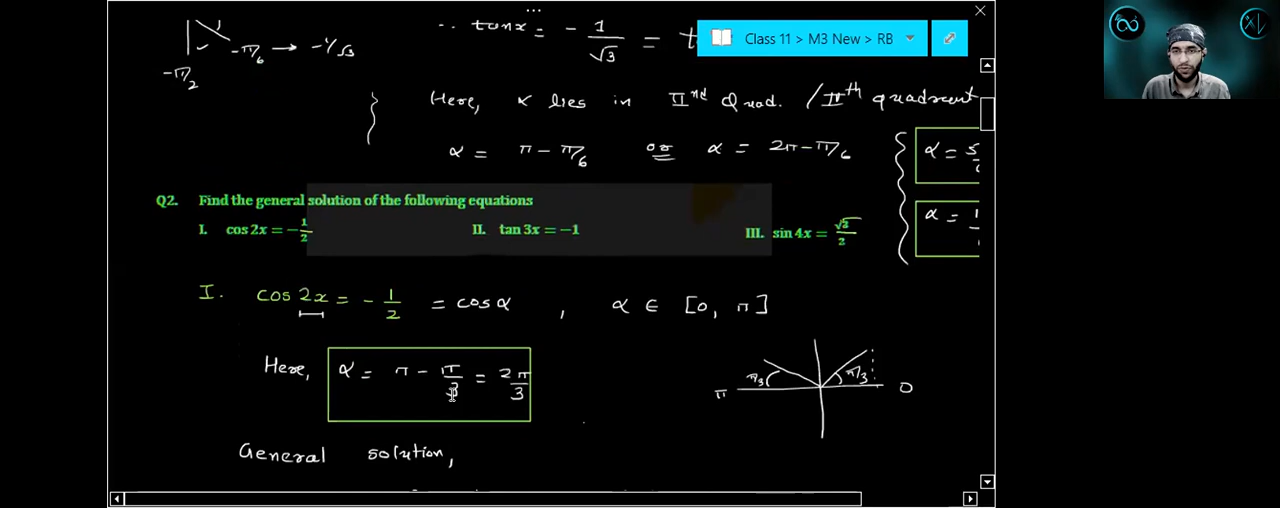 ∴ tan x = - 1/√3 =
-π/6 → -1/√3
-π/2
Class 11 > M3 New > RB
Here, α lies in IInd Quad. / IVth quadrant
α = π - π/6 or α = 2π - π/6
Q2. Find the general solution of the following equations
I. cos 2x = -1/2 II. tan 3x = -1 III. sin 4x = √2/2
I. cos 2x = - 1/2 = cos α , α ∈ [0, π]
Here, α = π - π/3 = 2π/3
π/3 π/3
π 0
General solution,